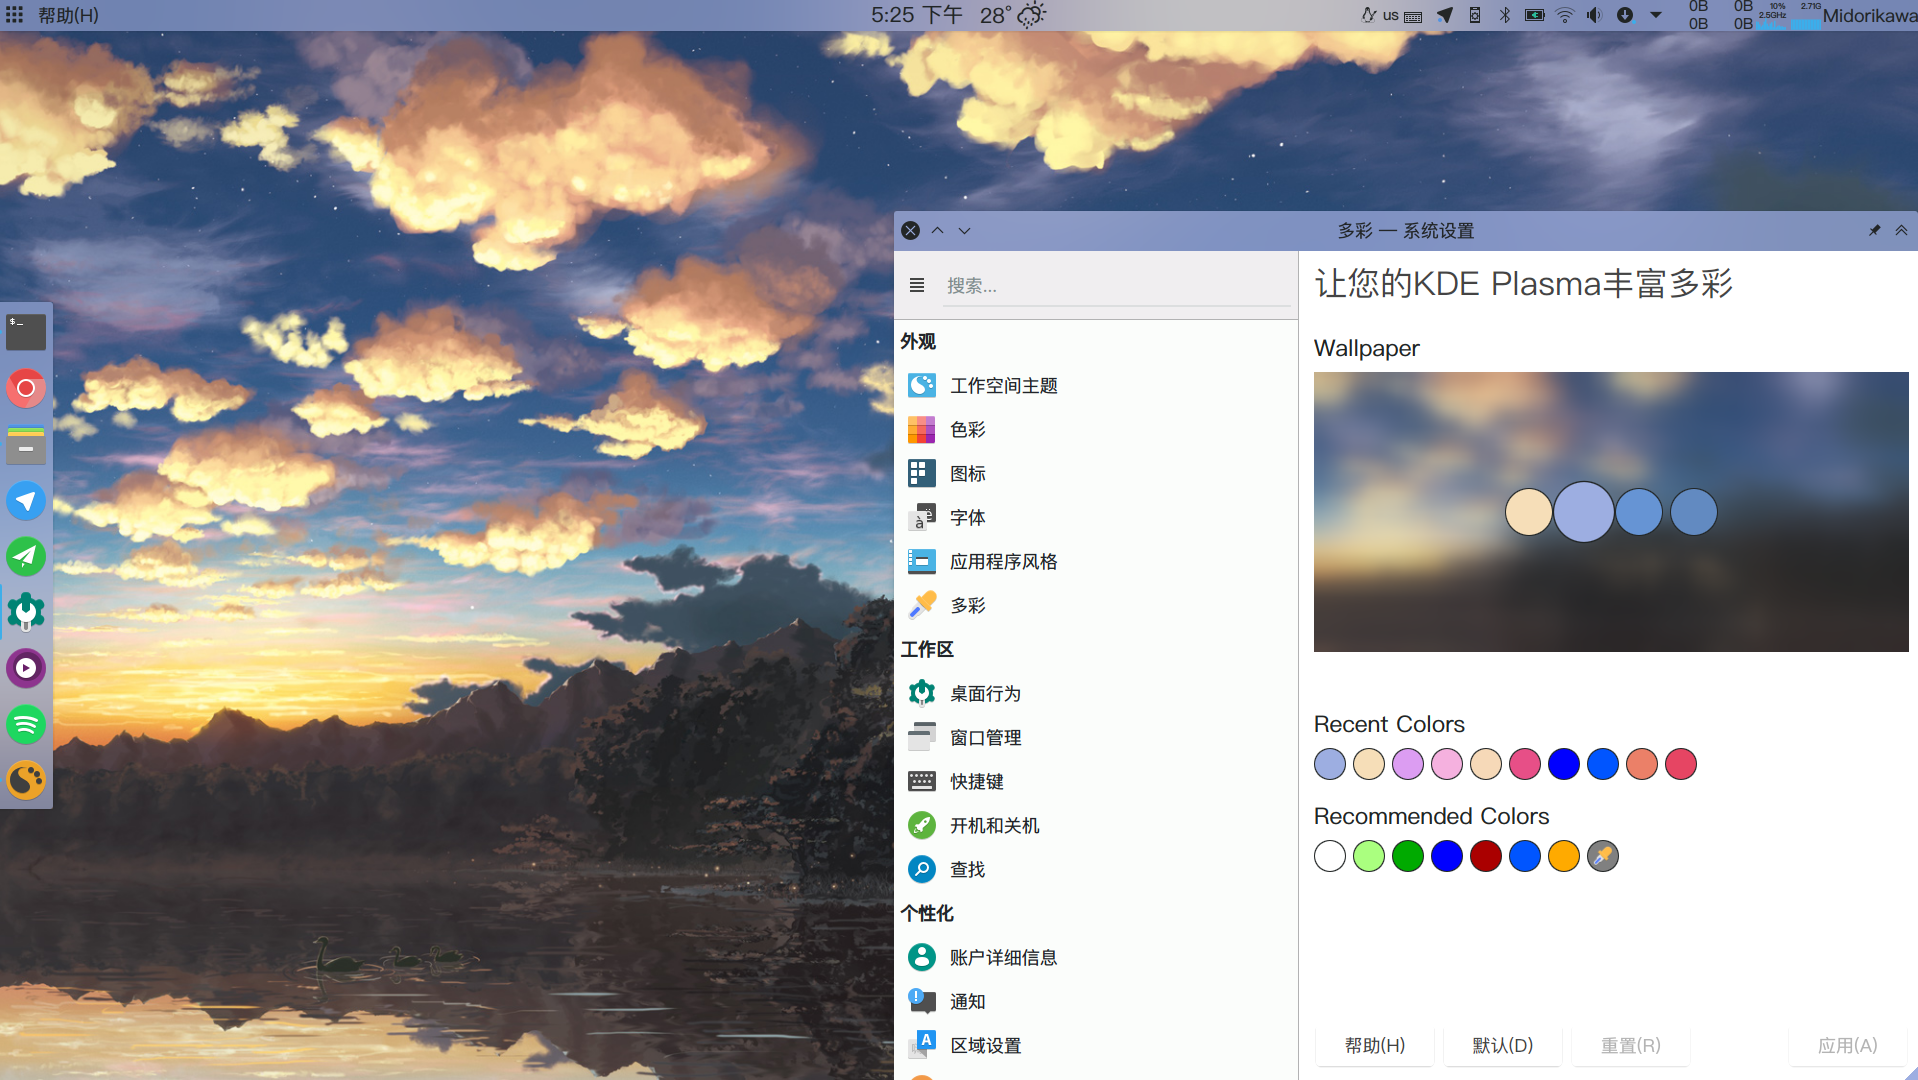 帮助(H)
5:25 下午 28°
us
0B 0B
0B 0B
10%
2.5GHz
2.71G
Midorikawa
$_
多彩 — 系统设置
搜索...
外观
工作空间主题
色彩
图标
字体
应用程序风格
多彩
工作区
桌面行为
窗口管理
快捷键
开机和关机
查找
个性化
账户详细信息
通知
区域设置
让您的KDE Plasma丰富多彩
Wallpaper
Recent Colors
Recommended Colors
帮助(H)
默认(D)
重置(R)
应用(A)